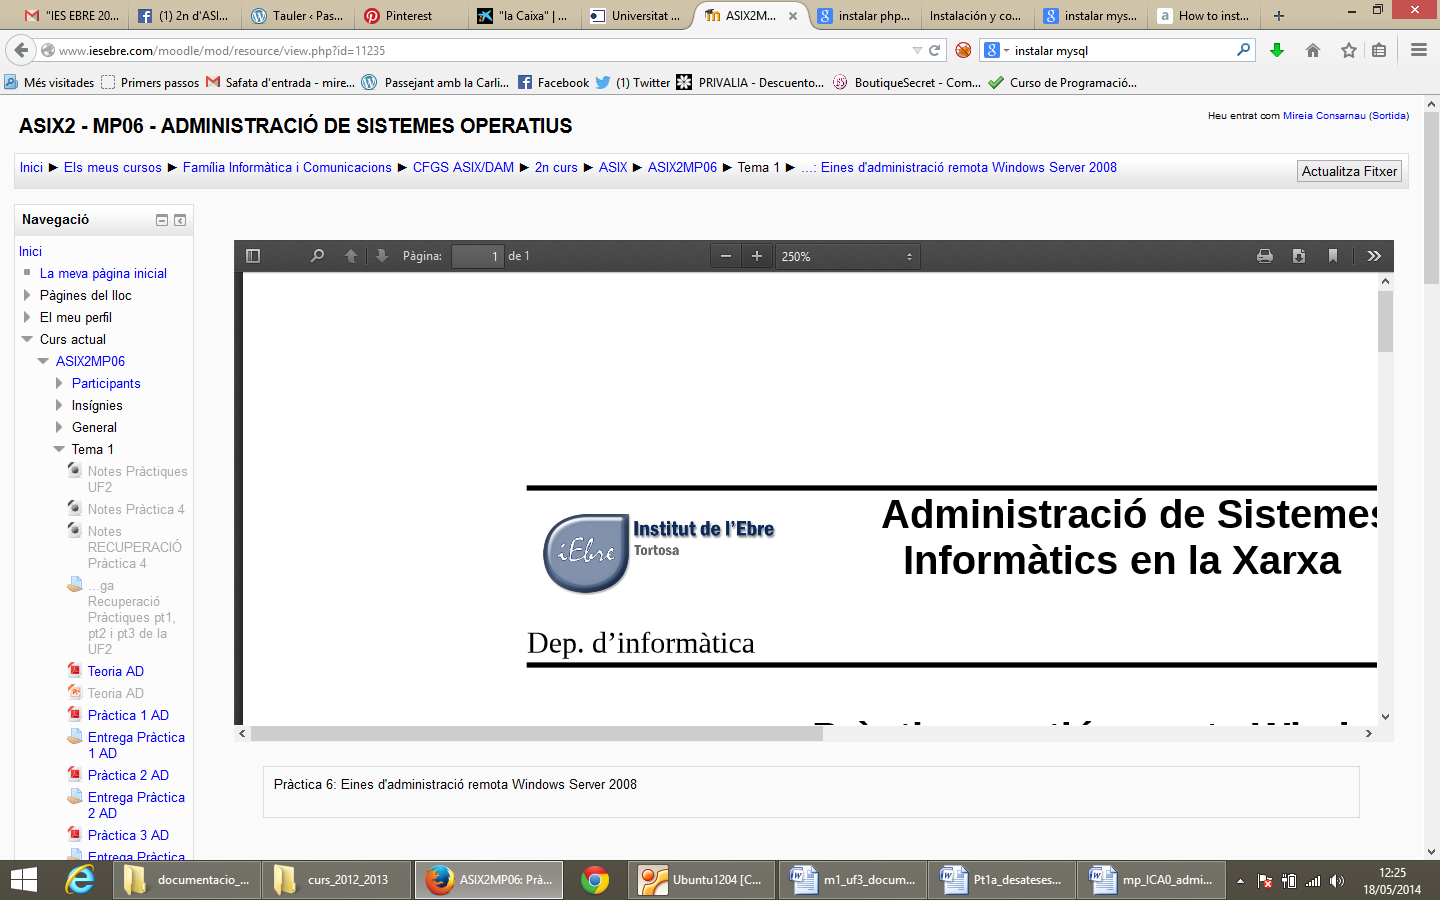 "IES EBRE 20...
(1) 2n d'ASI...
Tauler ‹ Pas...
Pinterest
"la Caixa" | ...
Universitat ...
ASIX2M...
instalar php...
Instalación y co...
instalar mys...
How to inst...
www.iesebre.com/moodle/mod/resource/view.php?id=11235
instalar mysql
Més visitades
Primers passos
Safata d'entrada - mire...
Passejant amb la Carli...
Facebook
(1) Twitter
PRIVALIA - Descuento...
BoutiqueSecret - Com...
Curso de Programació...
ASIX2 - MP06 - ADMINISTRACIÓ DE SISTEMES OPERATIUS
Heu entrat com Mireia Consarnau (Sortida)
Inici ► Els meus cursos ► Família Informàtica i Comunicacions ► CFGS ASIX/DAM ► 2n curs ► ASIX ► ASIX2MP06 ► Tema 1 ► ...: Eines d'administració remota Windows Server 2008
Actualitza Fitxer
Navegació
Inici
La meva pàgina inicial
Pàgines del lloc
El meu perfil
Curs actual
ASIX2MP06
Participants
Insígnies
General
Tema 1
Notes Pràctiques
UF2
Notes Pràctica 4
Notes
RECUPERACIÓ
Pràctica 4
...ga
Recuperació
Pràctiques pt1,
pt2 i pt3 de la
UF2
Teoria AD
Teoria AD
Pràctica 1 AD
Entrega Pràctica
1 AD
Pràctica 2 AD
Entrega Pràctica
2 AD
Pràctica 3 AD
Entrega Pràctica
Pàgina: 1 de 1
250%
iEbre
Institut de l'Ebre
Tortosa
Administració de Sistemes
Informàtics en la Xarxa
Dep. d'informàtica
Pràctica 6: Eines d'administració remota Windows Server 2008
documentacio_...
curs_2012_2013
ASIX2MP06: Prà...
Ubuntu1204 [C...
m1_uf3_docum...
Pt1a_desateses...
mp_ICA0_admi...
12:25
18/05/2014